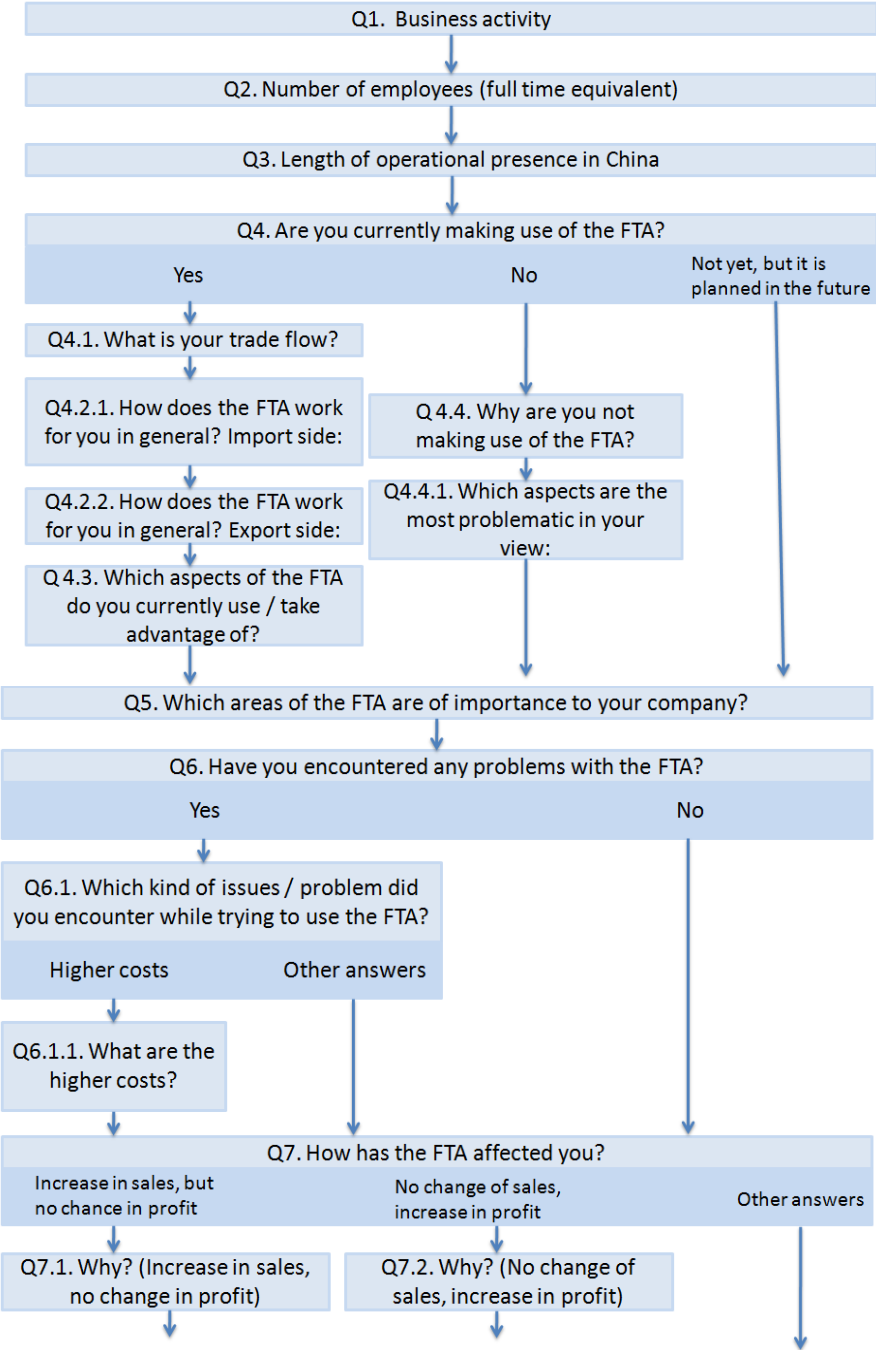 Q1.  Business activity
Q2. Number of employees (full time equivalent)
Q3. Length of operational presence in China
Q4. Are you currently making use of the FTA?
Yes
No
Not yet, but it is
planned in the future
Q4.1. What is your trade flow?
Q4.2.1. How does the FTA work
for you in general? Import side:
Q4.2.2. How does the FTA work
for you in general? Export side:
Q 4.3. Which aspects of the FTA
do you currently use / take
advantage of?
Q 4.4. Why are you not
making use of the FTA?
Q4.4.1. Which aspects are the
most problematic in your
view:
Q5. Which areas of the FTA are of importance to your company?
Q6. Have you encountered any problems with the FTA?
Yes
No
Q6.1. Which kind of issues / problem did
you encounter while trying to use the FTA?
Higher costs
Other answers
Q6.1.1. What are the
higher costs?
Q7. How has the FTA affected you?
Increase in sales, but
no chance in profit
No change of sales,
increase in profit
Other answers
Q7.1. Why? (Increase in sales,
no change in profit)
Q7.2. Why? (No change of
sales, increase in profit)